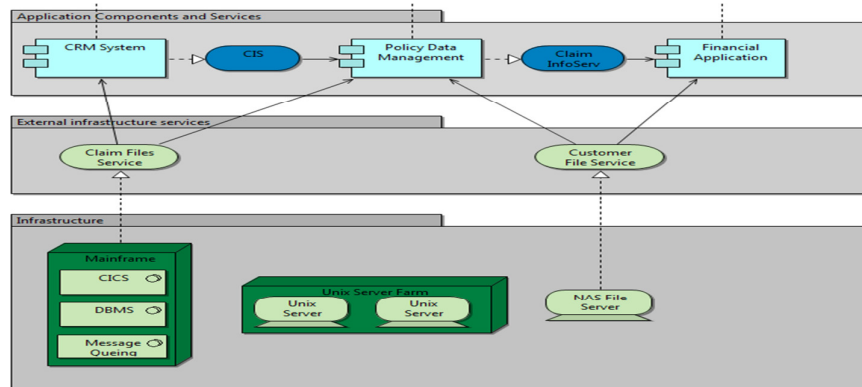 Application Components and Services
CRM System
CIS
Policy Data
Management
Claim
InfoServ
Financial
Application
External infrastructure services
Claim Files
Service
Customer
File Service
Infrastructure
Mainframe
CICS
DBMS
Message
Queing
Unix Server Farm
Unix
Server
Unix
Server
NAS File
Server